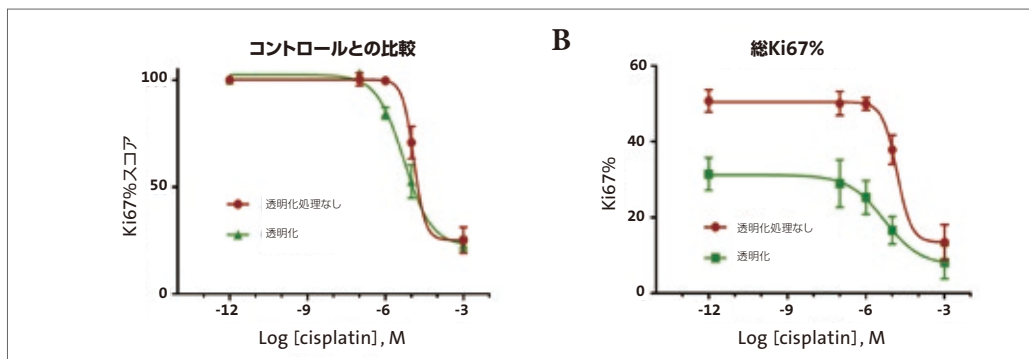 コントロールとの比較
100
50
0
Ki67%スコア
透明化処理なし
透明化
-12
-9
-6
-3
Log [cisplatin] , M
B
総Ki67%
60
40
20
0
Ki67%
透明化処理なし
透明化
-12
-9
-6
-3
Log [cisplatin] , M